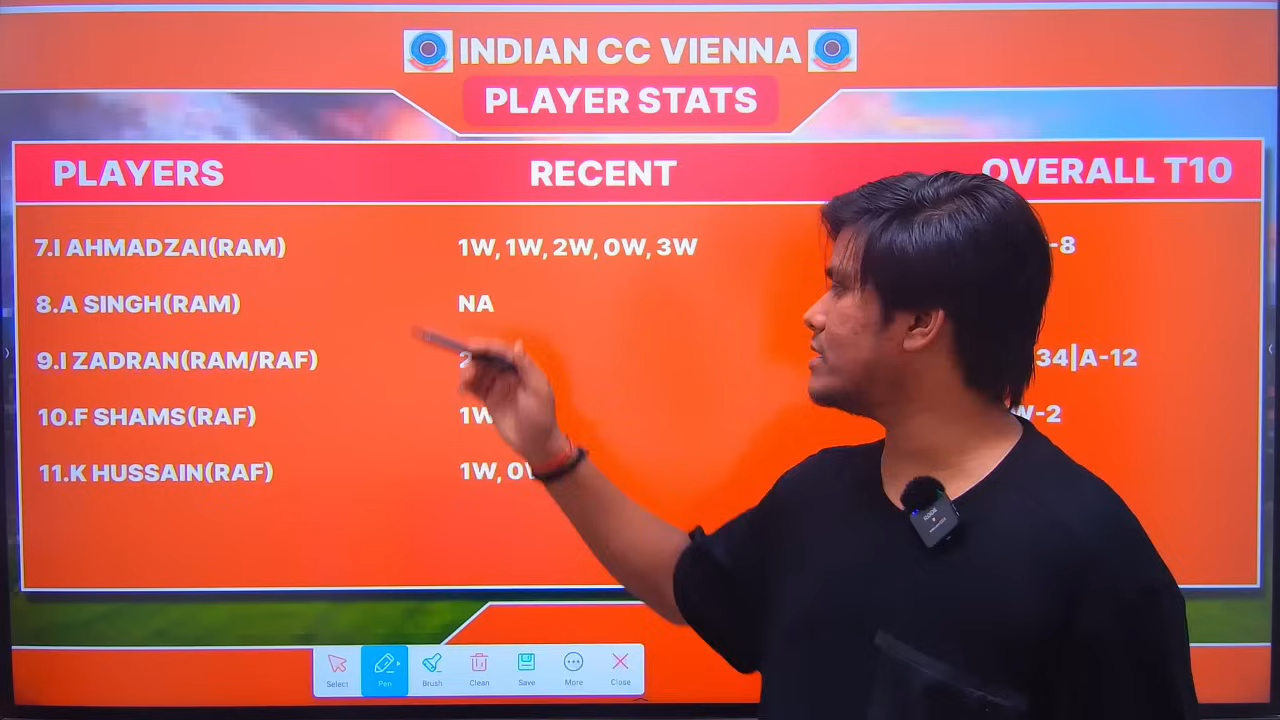 INDIAN CC VIENNA
PLAYER STATS
PLAYERS RECENT OVERALL T10
7.I AHMADZAI(RAM) 1W, 1W, 2W, 0W, 3W -8
8.A SINGH(RAM) NA
9.I ZADRAN(RAM/RAF) 34|A-12
10.F SHAMS(RAF) 1W W-2
11.K HUSSAIN(RAF) 1W,
Select Pen Brush Clean Save More Close